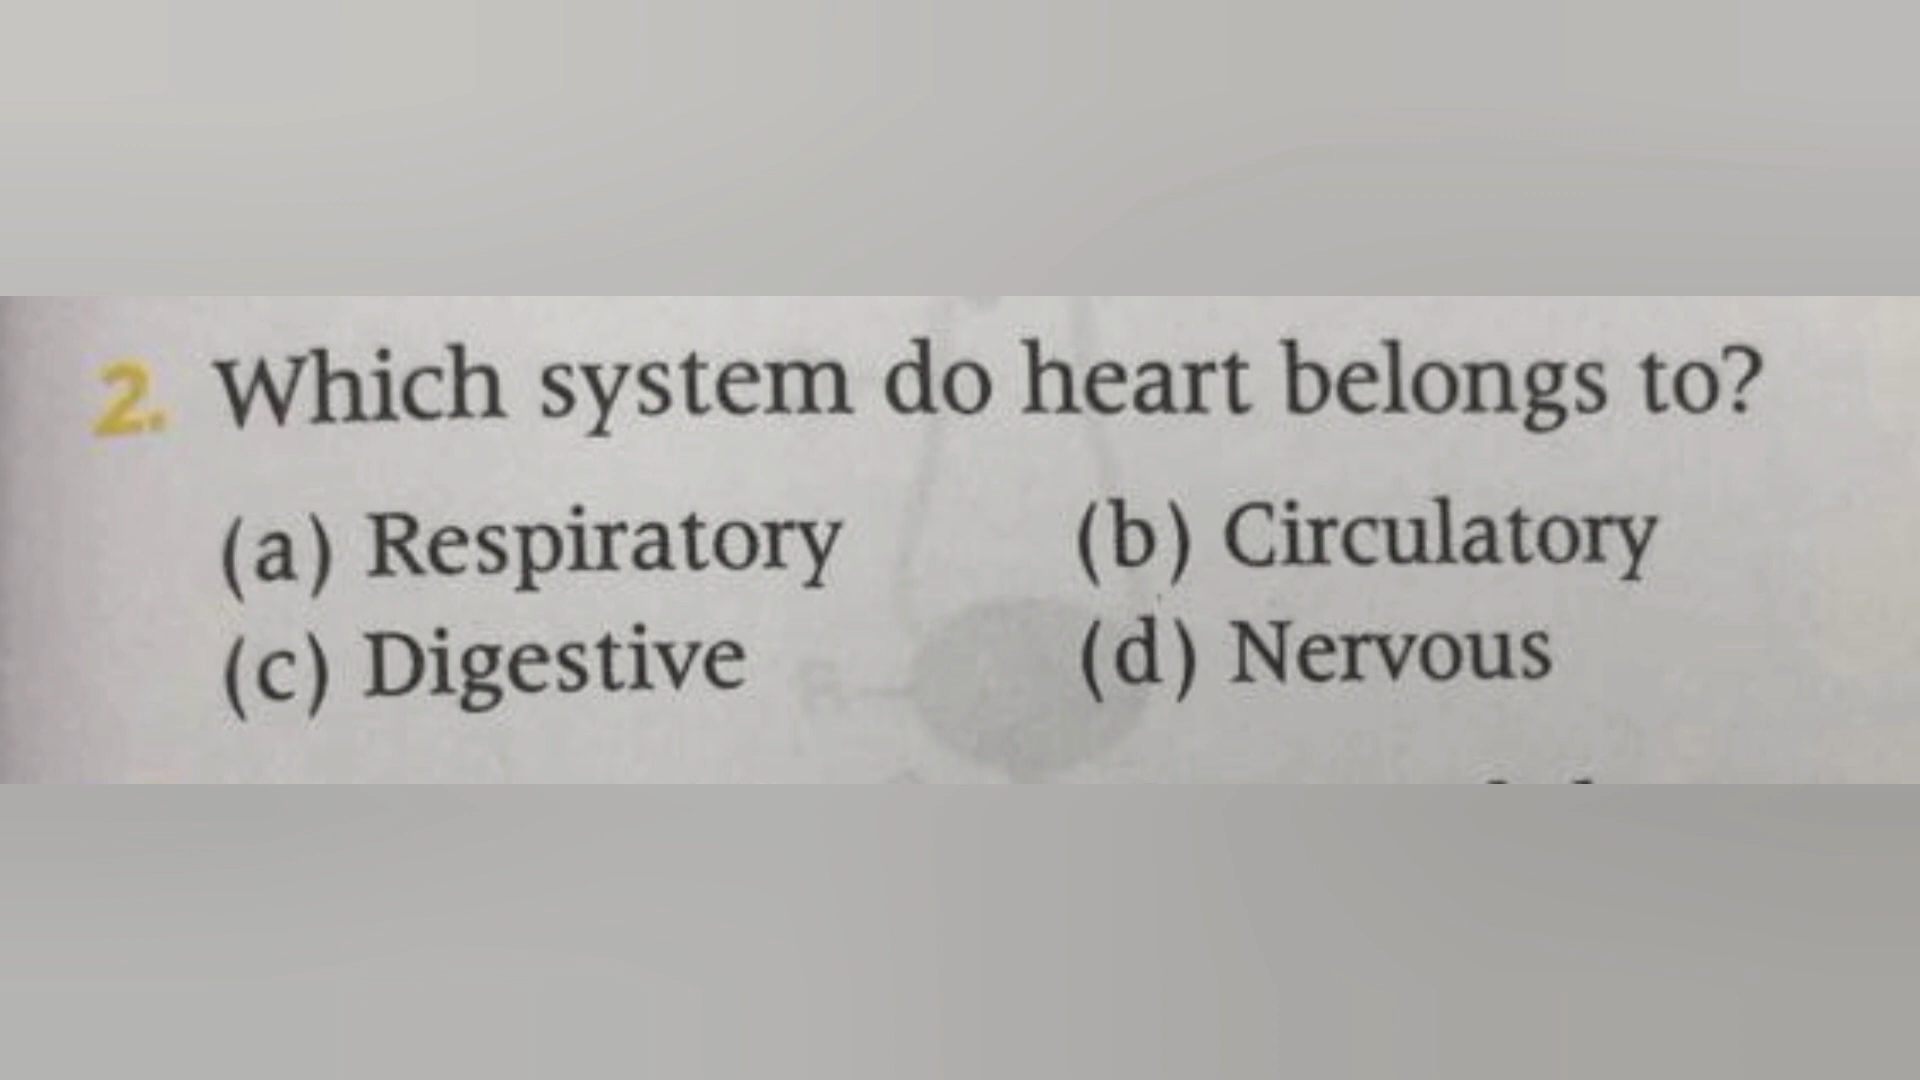 2. Which system do heart belongs to?
(a) Respiratory (b) Circulatory
(c) Digestive (d) Nervous